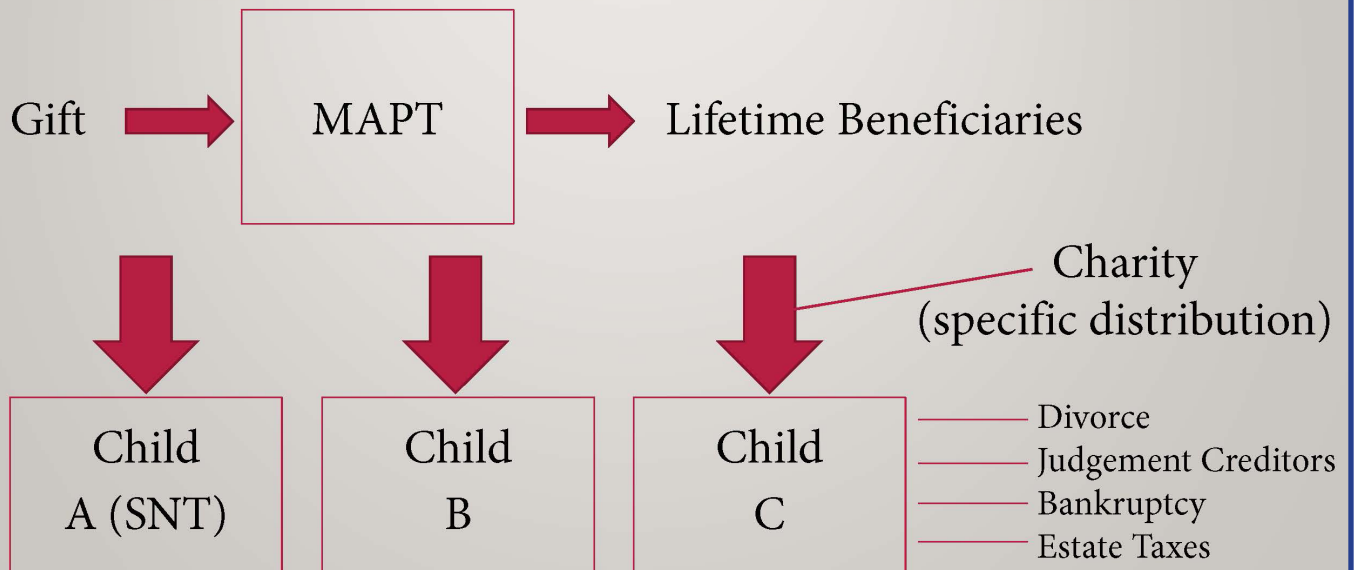 Gift
MAPT
Lifetime Beneficiaries
Charity
(specific distribution)
Child
A (SNT)
Child
B
Child
C
Divorce
Judgement Creditors
Bankruptcy
Estate Taxes